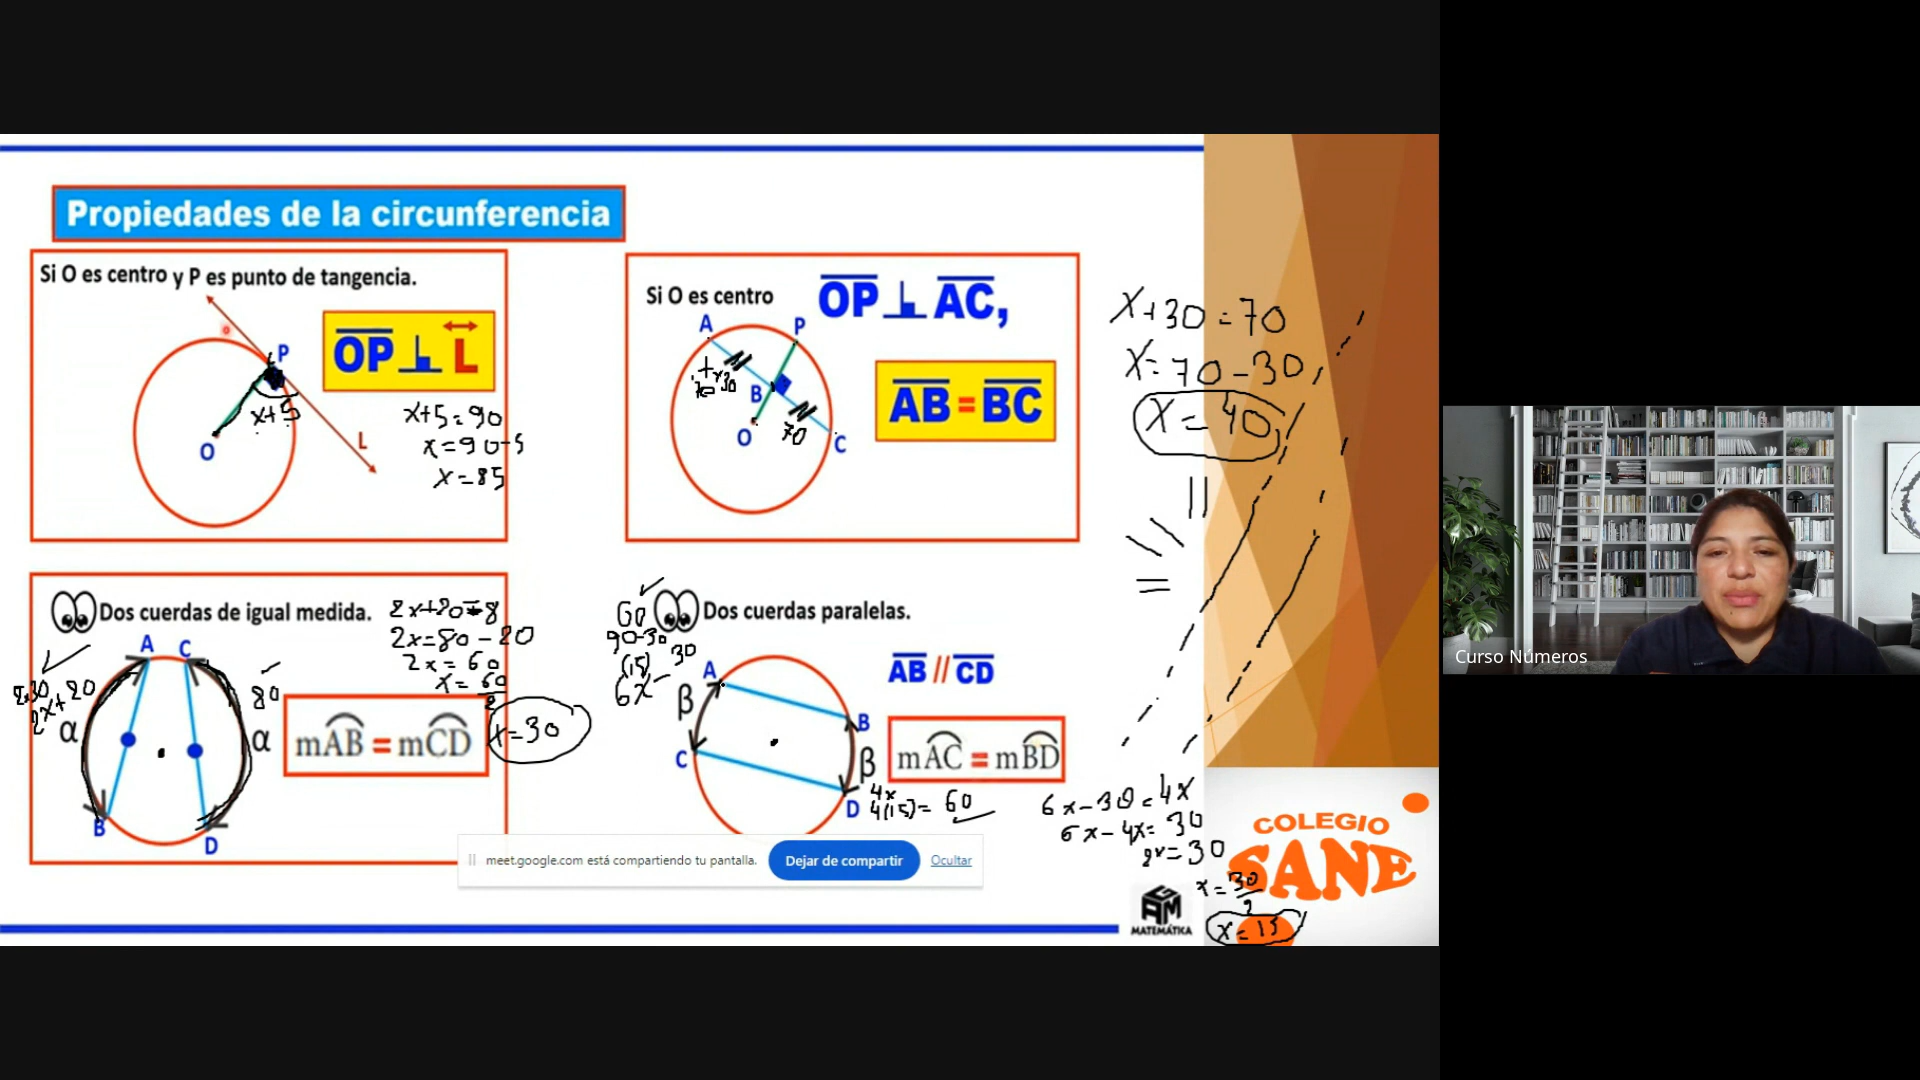 Propiedades de la circunferencia
Si O es centro y P es punto de tangencia.
OP ⊥ L
P
x+5
O
L
x+5=90
x=90-5
x=85
Si O es centro
OP ⊥ AC,
A
P
B
O
C
70
AB = BC
x+30=70
x=70-30
x=40
Dos cuerdas de igual medida.
A C
80
2x+20
α
α
B
D
mAB = mCD
2x=80-20
2x=60
x=60
2
x=30
60
90-30
(15)
30
6x-
Dos cuerdas paralelas.
A
β
B
C
β
D
AB // CD
mAC = mBD
4x
4(15)= 60
6x-30=4x
6x-4x=30
2x=30
x=30
2
x=15
meet.google.com está compartiendo tu pantalla.
Dejar de compartir
Ocultar
GAM
MATEMÁTICA
COLEGIO
SANE
Curso Números